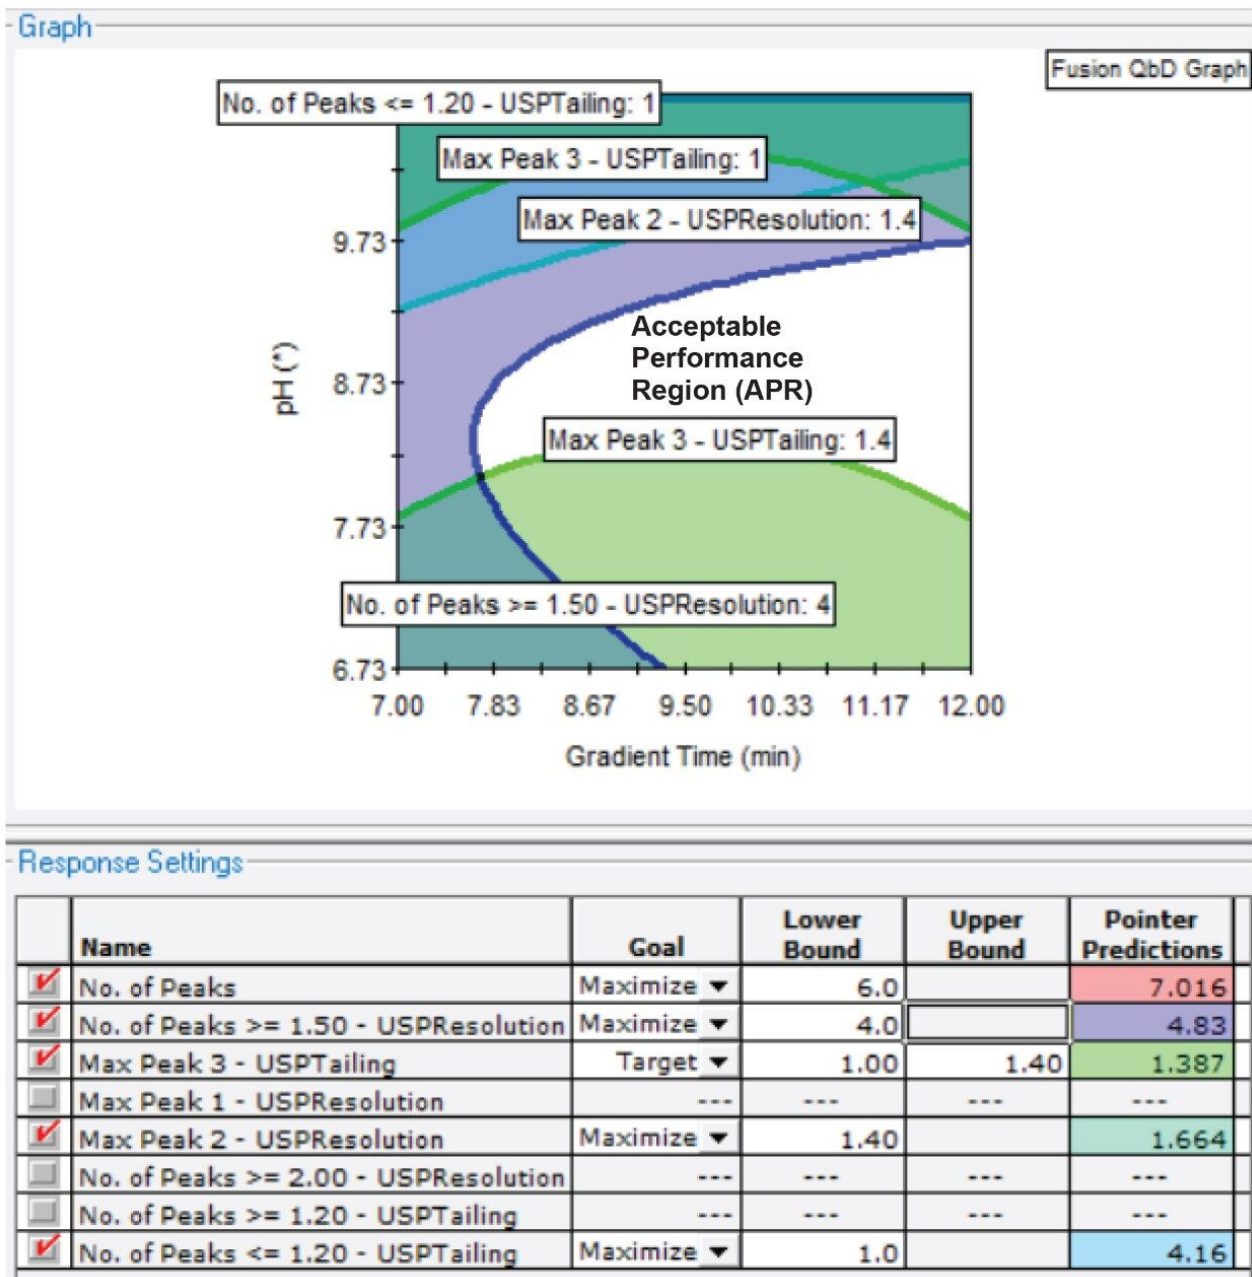 Graph
Fusion QbD Graph
No. of Peaks <= 1.20 - USPTailing: 1
Max Peak 3 - USPTailing: 1
Max Peak 2 - USPResolution: 1.4
9.73
Acceptable
Performance
Region (APR)
pH (*)
8.73
Max Peak 3 - USPTailing: 1.4
7.73
No. of Peaks >= 1.50 - USPResolution: 4
6.73
7.00 7.83 8.67 9.50 10.33 11.17 12.00
Gradient Time (min)
Response Settings
Name Goal Lower Bound Upper Bound Pointer Predictions
No. of Peaks Maximize 6.0 7.016
No. of Peaks >= 1.50 - USPResolution Maximize 4.0 4.83
Max Peak 3 - USPTailing Target 1.00 1.40 1.387
Max Peak 1 - USPResolution --- --- --- ---
Max Peak 2 - USPResolution Maximize 1.40 1.664
No. of Peaks >= 2.00 - USPResolution --- --- --- ---
No. of Peaks >= 1.20 - USPTailing --- --- --- ---
No. of Peaks <= 1.20 - USPTailing Maximize 1.0 4.16